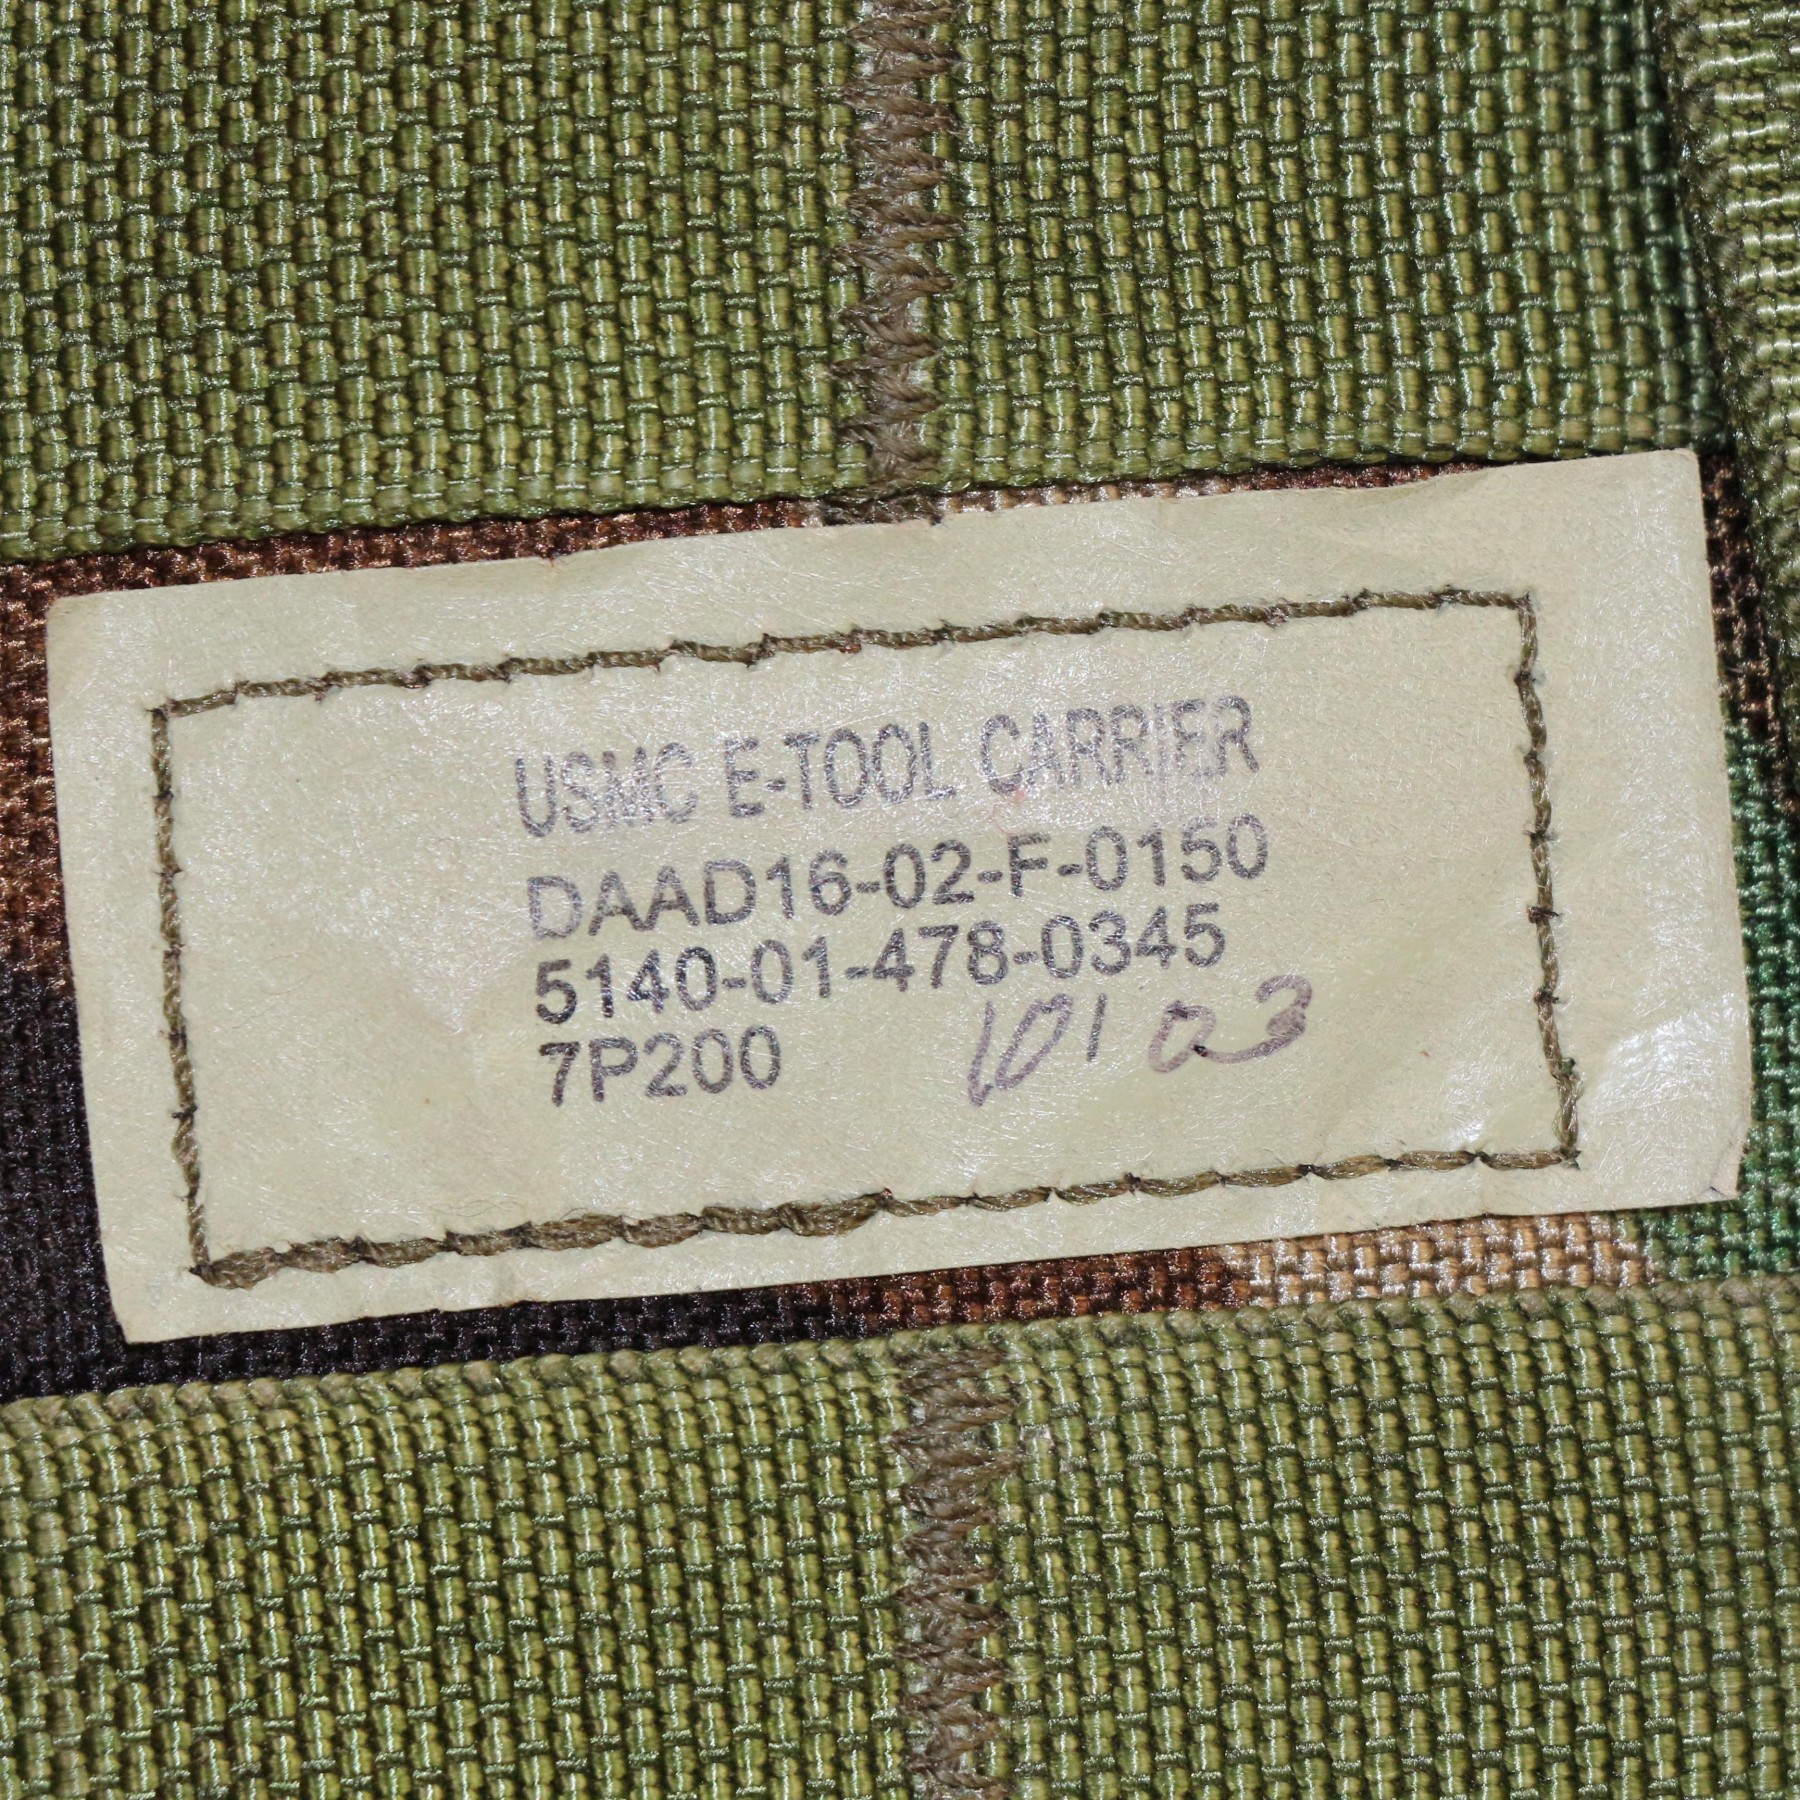 USMC E-TOOL CARRIER
DAAD16-02-F-0150
5140-01-478-0345
7P200 10/03